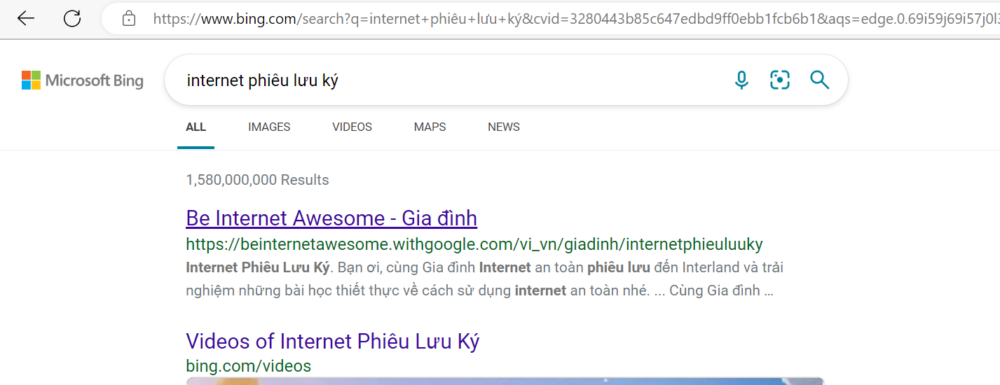 https://www.bing.com/search?q=internet+phiêu+lưu+ký&cvid=3280443b85c647edbd9ff0ebb1fcb6b1&aqs=edge.0.69i59j69i57j0l3
Microsoft Bing
internet phiêu lưu ký
ALL IMAGES VIDEOS MAPS NEWS
1,580,000,000 Results
Be Internet Awesome - Gia đình
https://beinternetawesome.withgoogle.com/vi_vn/giadinh/internetphieuluuky
Internet Phiêu Lưu Ký. Bạn ơi, cùng Gia đình Internet an toàn phiêu lưu đến Interland và trải
nghiệm những bài học thiết thực về cách sử dụng internet an toàn nhé. ... Cùng Gia đình ...
Videos of Internet Phiêu Lưu Ký
bing.com/videos